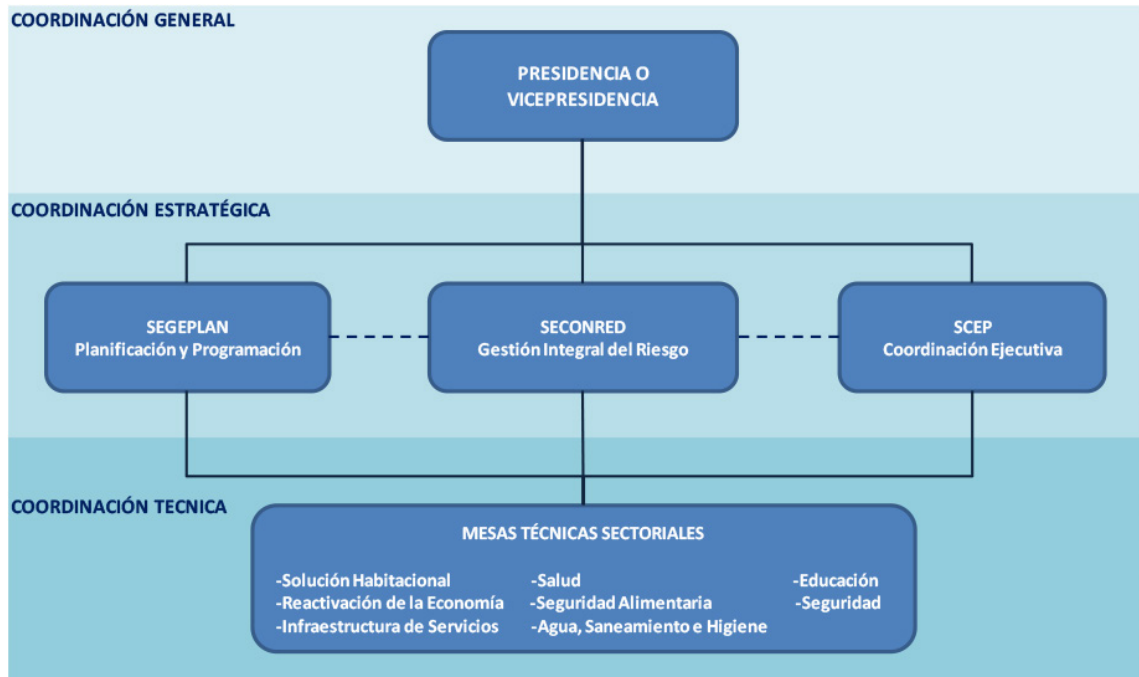 COORDINACIÓN GENERAL
PRESIDENCIA O
VICEPRESIDENCIA
COORDINACIÓN ESTRATÉGICA
SEGEPLAN
Planificación y Programación
SECONRED
Gestión Integral del Riesgo
SCEP
Coordinación Ejecutiva
COORDINACIÓN TECNICA
MESAS TÉCNICAS SECTORIALES
-Solución Habitacional
-Reactivación de la Economía
-Infraestructura de Servicios
-Salud
-Seguridad Alimentaria
-Agua, Saneamiento e Higiene
-Educación
-Seguridad